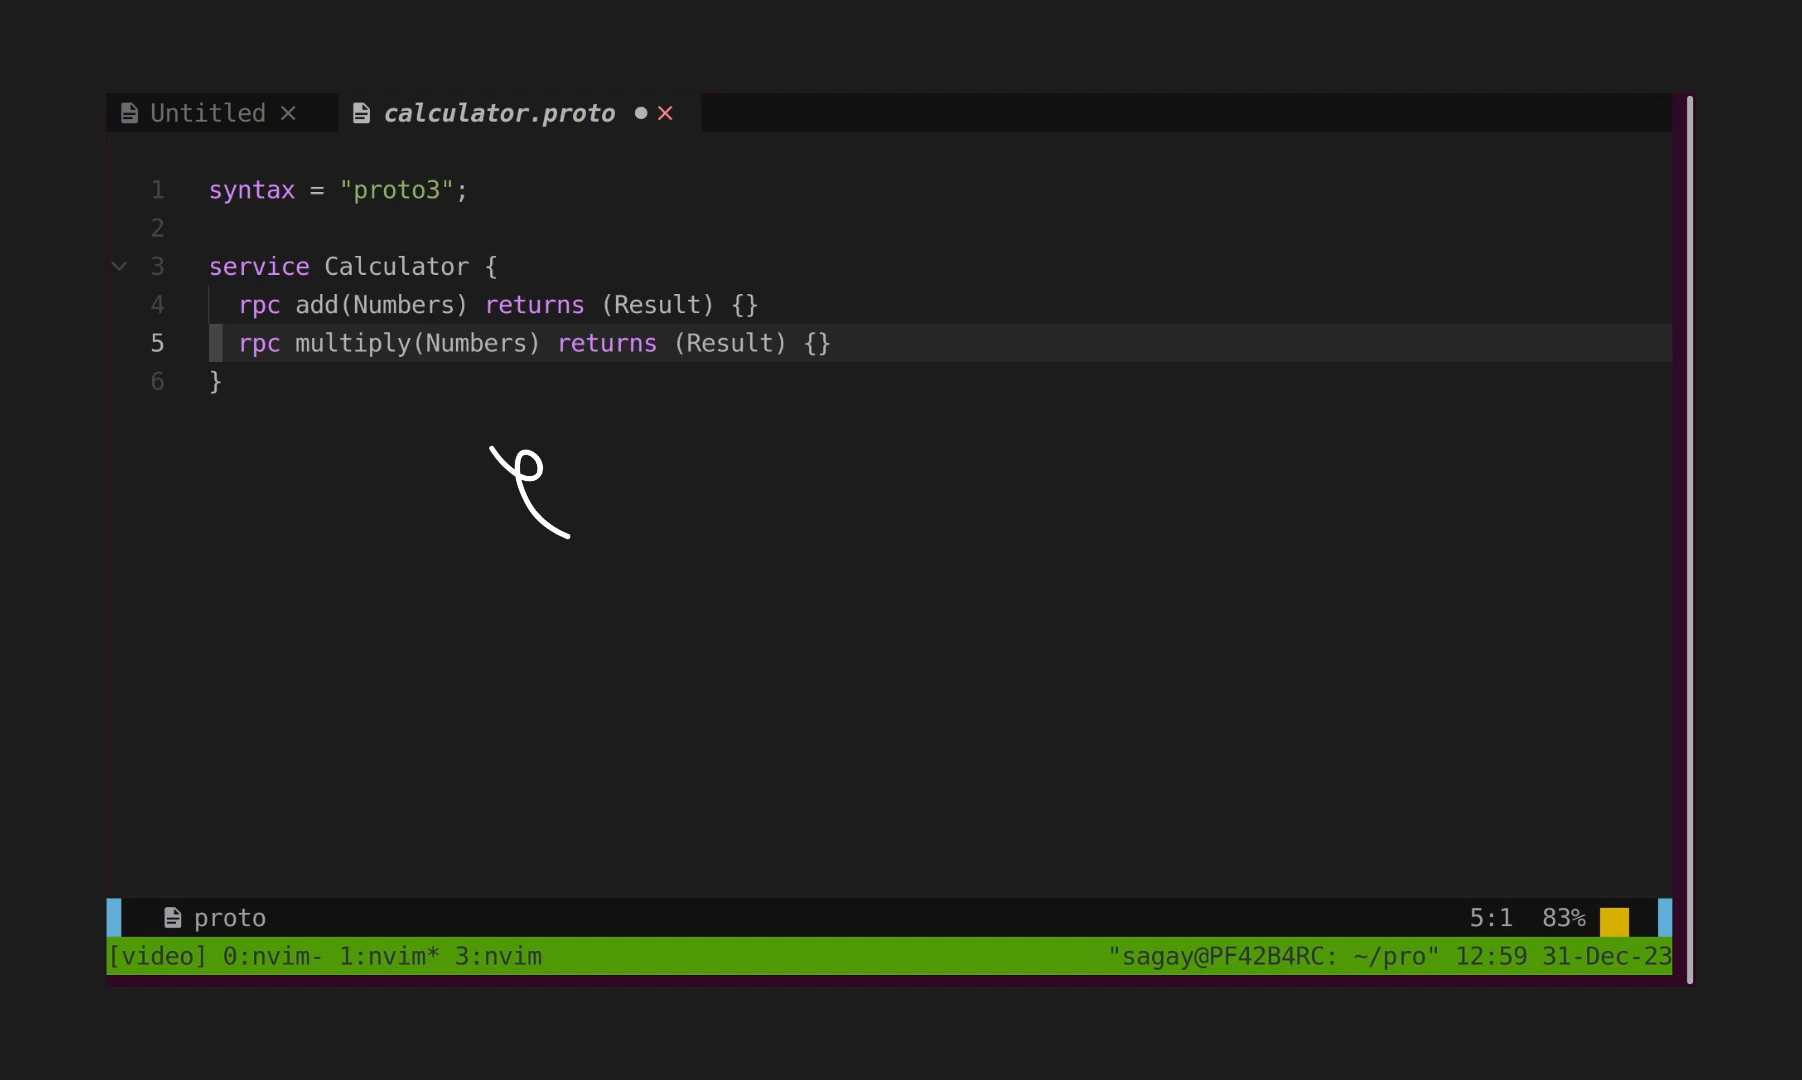 Untitled × calculator.proto ● ×
1 syntax = "proto3";
2
3 service Calculator {
4 rpc add(Numbers) returns (Result) {}
5 rpc multiply(Numbers) returns (Result) {}
6 }
proto 5:1 83%
[video] 0:nvim- 1:nvim* 3:nvim "sagay@PF42B4RC: ~/pro" 12:59 31-Dec-23